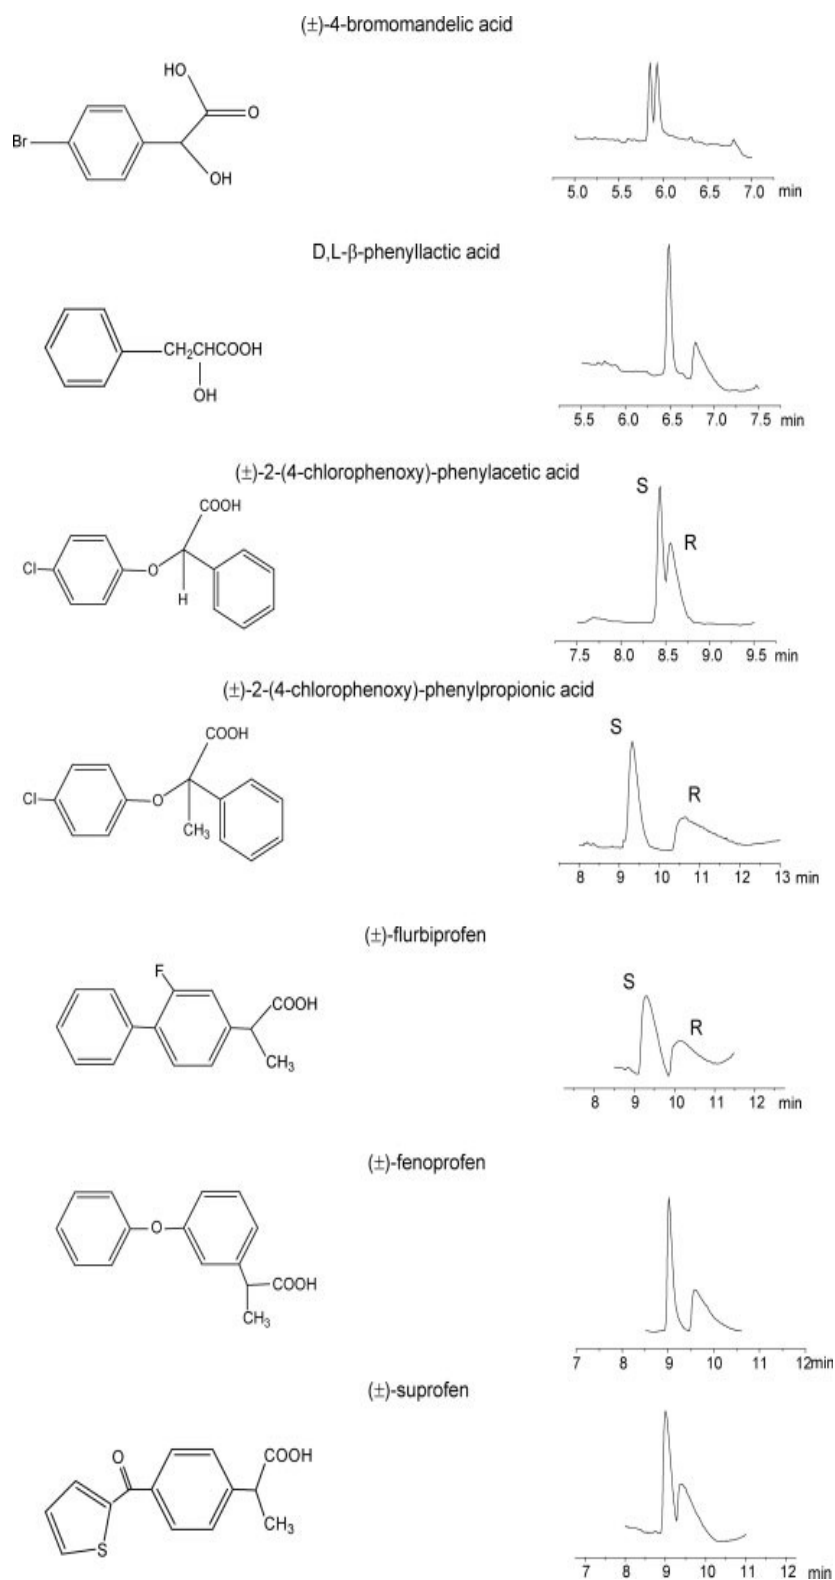 (±)-4-bromomandelic acid
HO
O
Br
OH
5.0 5.5 6.0 6.5 7.0 min
D,L-β-phenyllactic acid
CH₂CHCOOH
OH
5.5 6.0 6.5 7.0 7.5 min
(±)-2-(4-chlorophenoxy)-phenylacetic acid
S
COOH
R
Cl
O
H
7.5 8.0 8.5 9.0 9.5 min
(±)-2-(4-chlorophenoxy)-phenylpropionic acid
S
COOH
R
Cl
O
CH₃
8 9 10 11 12 13 min
(±)-flurbiprofen
F
S
COOH
R
CH₃
8 9 10 11 12 min
(±)-fenoprofen
O
COOH
CH₃
7 8 9 10 11 12min
(±)-suprofen
O
COOH
CH₃
S
7 8 9 10 11 12 min